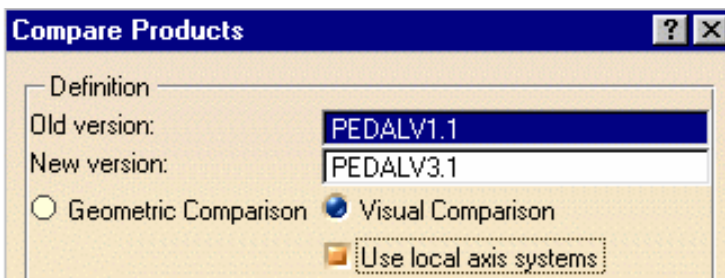 Compare Products
Definition
Old version: PEDALV1.1
New version: PEDALV3.1
Geometric Comparison Visual Comparison
Use local axis systems